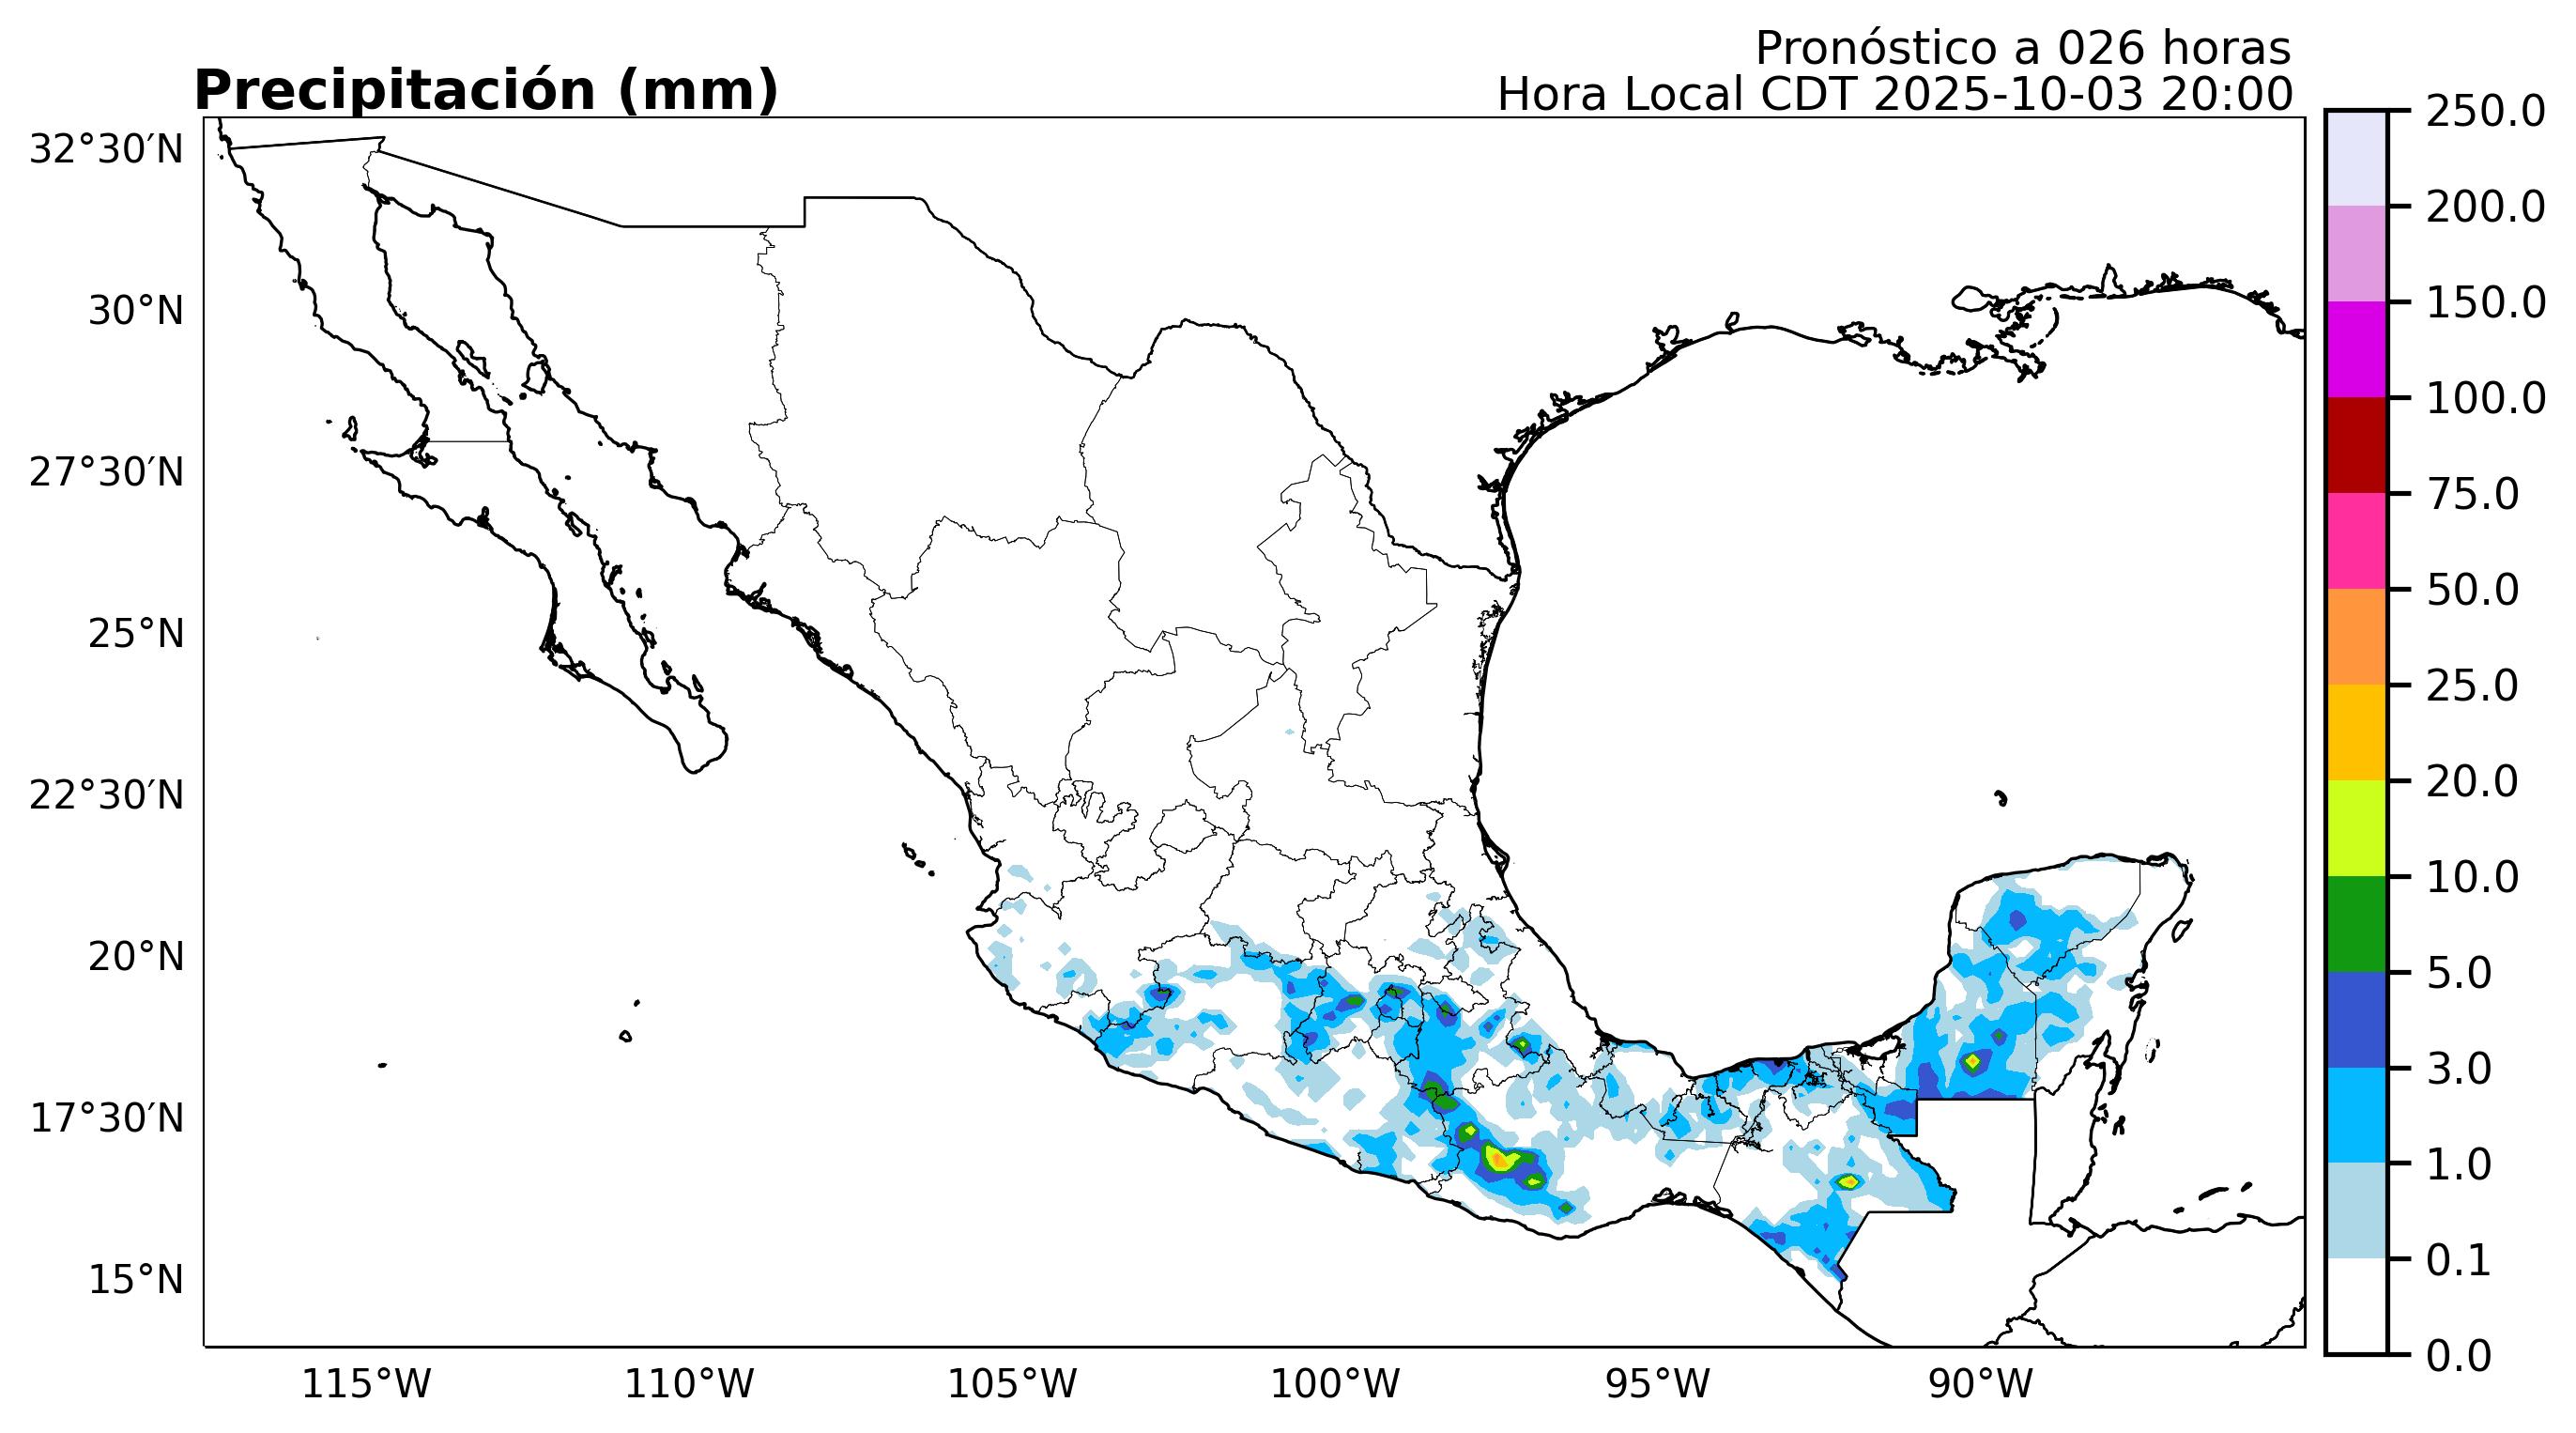 Pronóstico a 026 horas
Precipitación (mm)
Hora Local CDT 2025-10-03 20:00
32°30′N
30°N
27°30′N
25°N
22°30′N
20°N
17°30′N
15°N
115°W
110°W
105°W
100°W
95°W
90°W
250.0
200.0
150.0
100.0
75.0
50.0
25.0
20.0
10.0
5.0
3.0
1.0
0.1
0.0